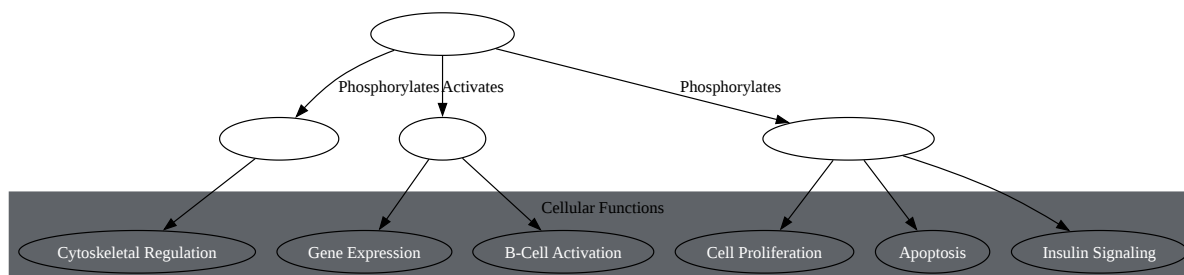 Phosphorylates
Activates
Phosphorylates
Cellular Functions
Cytoskeletal Regulation
Gene Expression
B-Cell Activation
Cell Proliferation
Apoptosis
Insulin Signaling